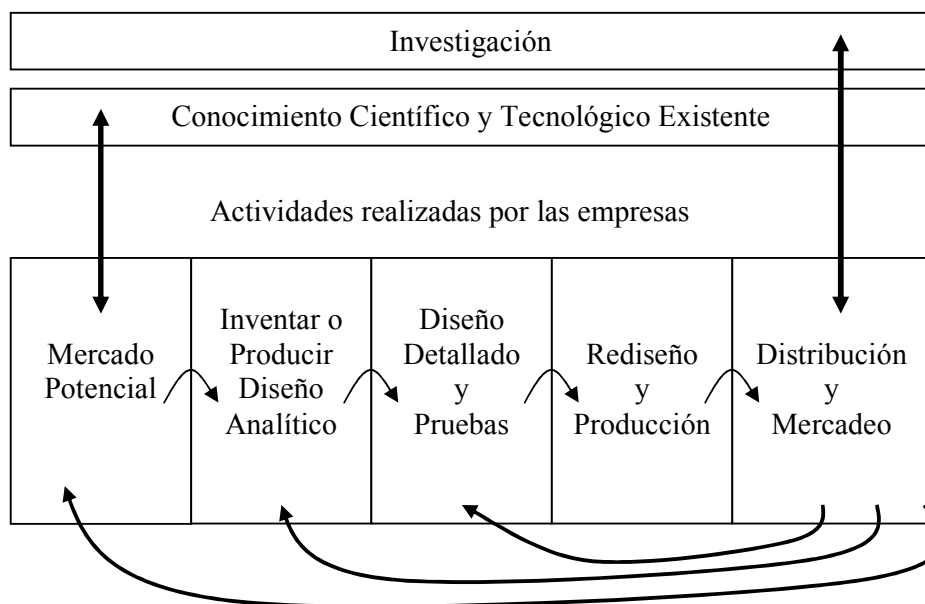 Investigación
Conocimiento Científico y Tecnológico Existente
Actividades realizadas por las empresas
Mercado
Potencial
Inventar o
Producir
Diseño
Analítico
Diseño
Detallado
y
Pruebas
Rediseño
y
Producción
Distribución
y
Mercadeo